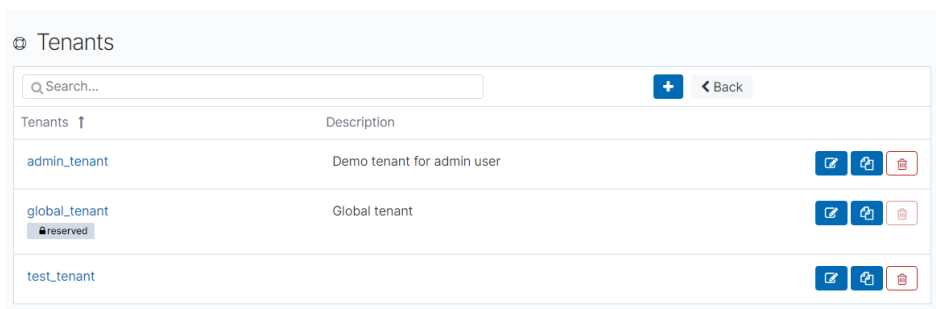 Tenants
Search...
Back
Tenants Description
admin_tenant Demo tenant for admin user
global_tenant Global tenant
reserved
test_tenant